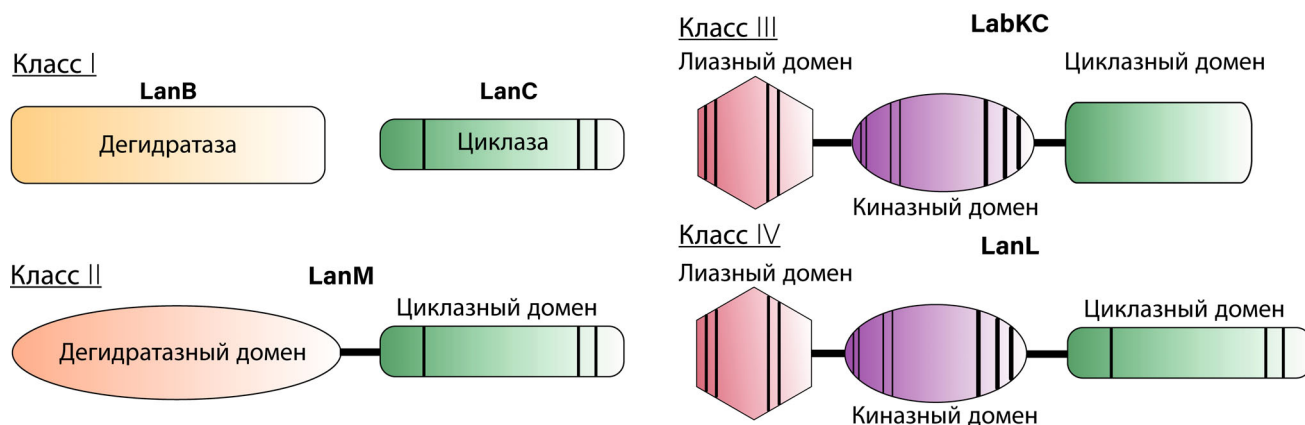 Класс I
LanB
Дегидратаза
LanC
Циклаза
Класс II
LanM
Дегидратазный домен
Циклазный домен
Класс III
LabKC
Лиазный домен
Циклазный домен
Киназный домен
Класс IV
LanL
Лиазный домен
Циклазный домен
Киназный домен